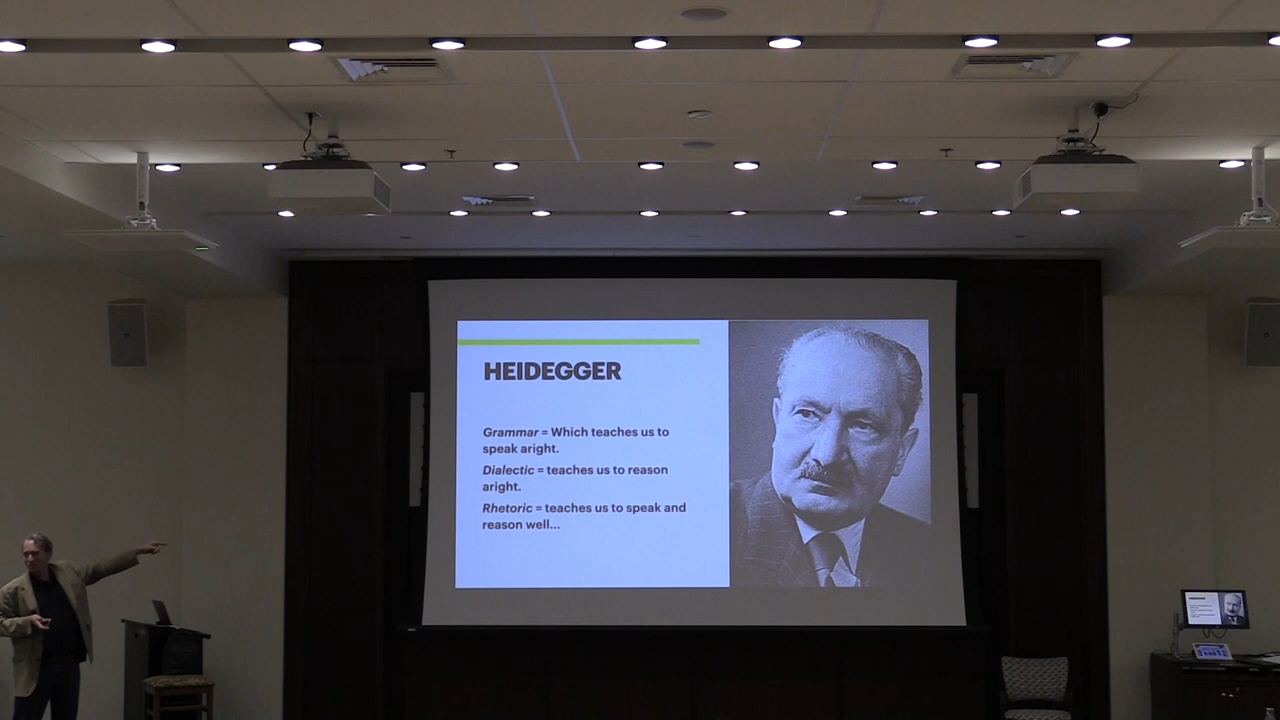 HEIDEGGER
Grammar = Which teaches us to
speak aright.
Dialectic = teaches us to reason
aright.
Rhetoric = teaches us to speak and
reason well...